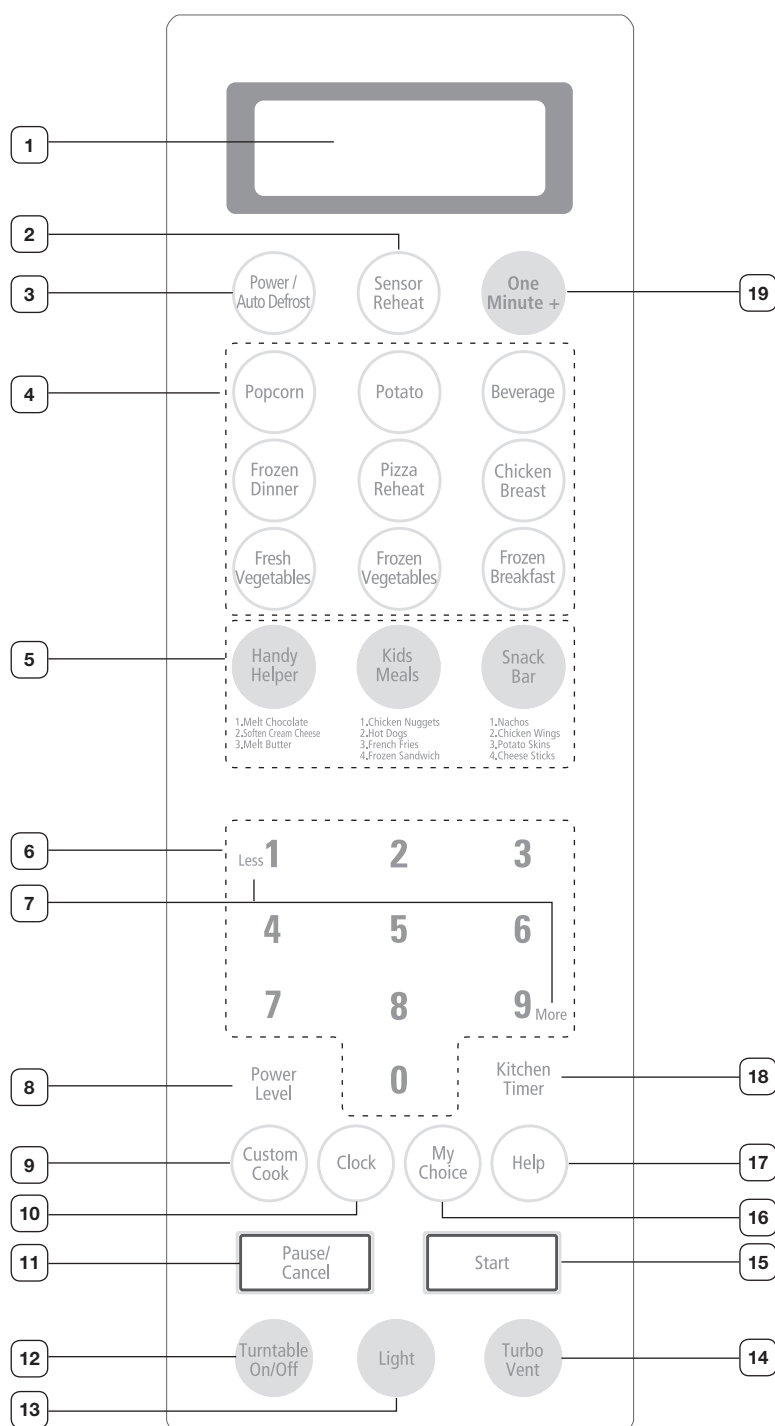 1
2
3
Power /
Auto Defrost
Sensor
Reheat
One
Minute +
19
4
Popcorn
Potato
Beverage
Frozen
Dinner
Pizza
Reheat
Chicken
Breast
Fresh
Vegetables
Frozen
Vegetables
Frozen
Breakfast
5
Handy
Helper
Kids
Meals
Snack
Bar
1.Melt Chocolate
2.Soften Cream Cheese
3.Melt Butter
1.Chicken Nuggets
2.Hot Dogs
3.French Fries
4.Frozen Sandwich
1.Nachos
2.Chicken Wings
3.Potato Skins
4.Cheese Sticks
6
Less 1
2
3
7
4
5
6
7
8
9 More
8
Power
Level
0
Kitchen
Timer
18
9
Custom
Cook
Clock
My
Choice
Help
17
10
16
11
Pause/
Cancel
Start
15
12
Turntable
On/Off
Light
Turbo
Vent
14
13